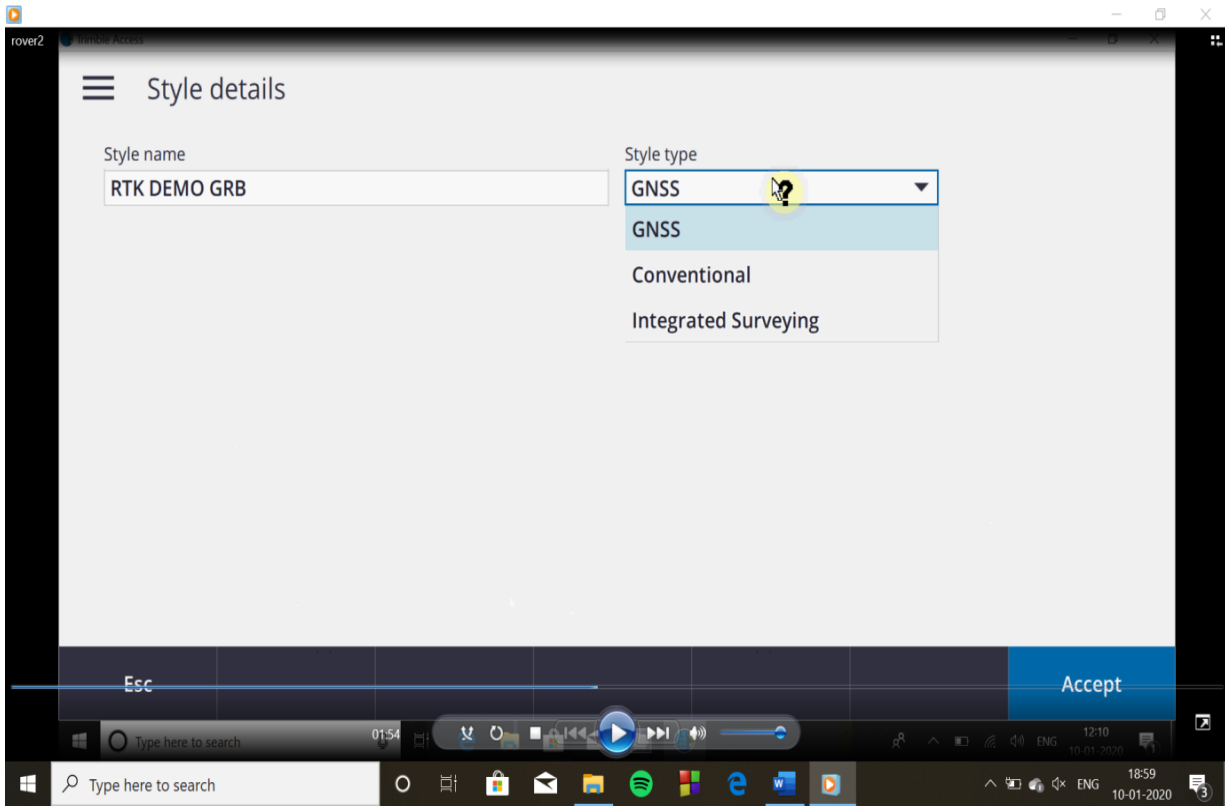 rover2
Trimble Access
Style details
Style name
Style type
RTK DEMO GRB
GNSS
?
GNSS
Conventional
Integrated Surveying
Esc
Accept
01:54
Type here to search
ENG
12:10
10-01-2020
Type here to search
W
ENG
18:59
10-01-2020
3